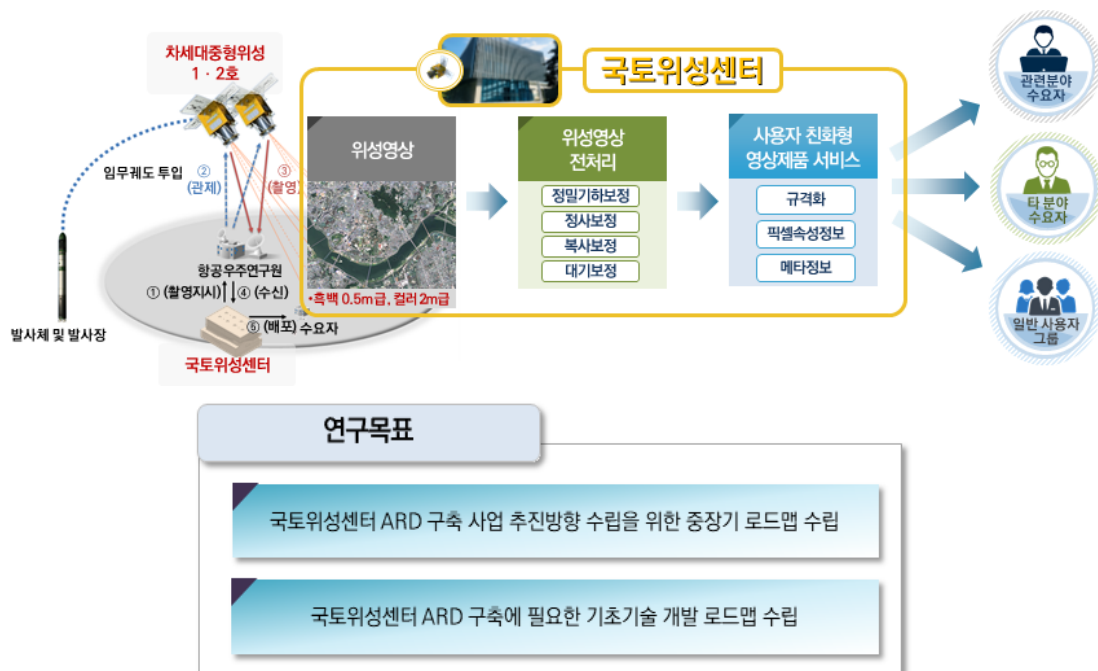 차세대중형위성
1 · 2호
임무궤도 투입
②
(관제)
③
(촬영)
항공우주연구원
① (촬영지시)
④ (수신)
⑤ (배포) 수요자
국토위성센터
발사체 및 발사장
국토위성센터
위성영상
•흑백 0.5m급, 컬러 2m급
위성영상
전처리
정밀기하보정
정사보정
복사보정
대기보정
사용자 친화형
영상제품 서비스
규격화
픽셀속성정보
메타정보
관련분야
수요자
타 분야
수요자
일반 사용자
그룹
연구목표
국토위성센터 ARD 구축 사업 추진방향 수립을 위한 중장기 로드맵 수립
국토위성센터 ARD 구축에 필요한 기초기술 개발 로드맵 수립